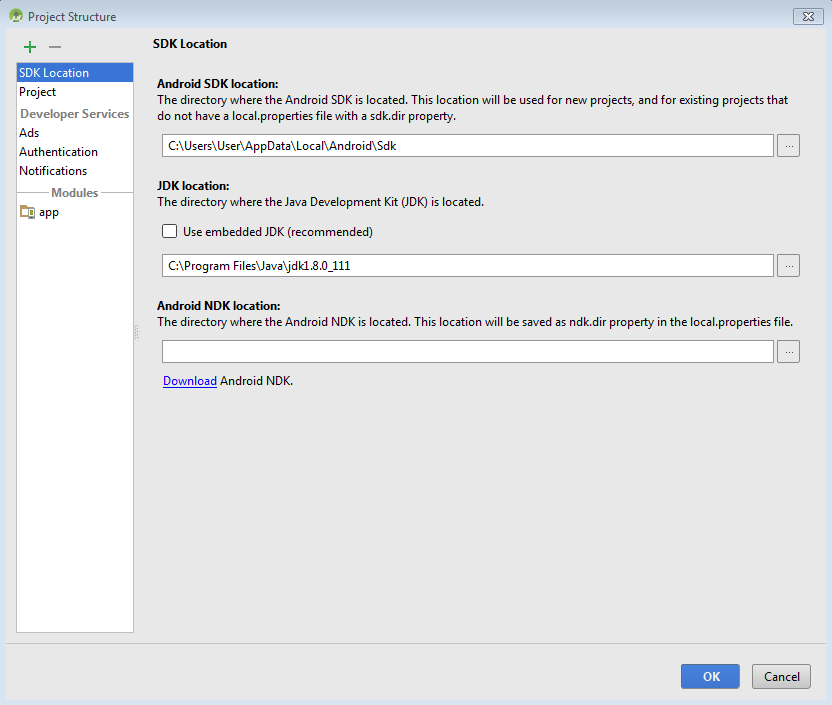 Project Structure
SDK Location
Project
Developer Services
Ads
Authentication
Notifications
Modules
app
SDK Location
Android SDK location:
The directory where the Android SDK is located. This location will be used for new projects, and for existing projects that
do not have a local.properties file with a sdk.dir property.
C:\Users\User\AppData\Local\Android\Sdk
...
JDK location:
The directory where the Java Development Kit (JDK) is located.
Use embedded JDK (recommended)
C:\Program Files\Java\jdk1.8.0_111
...
Android NDK location:
The directory where the Android NDK is located. This location will be saved as ndk.dir property in the local.properties file.
...
Download Android NDK.
OK
Cancel